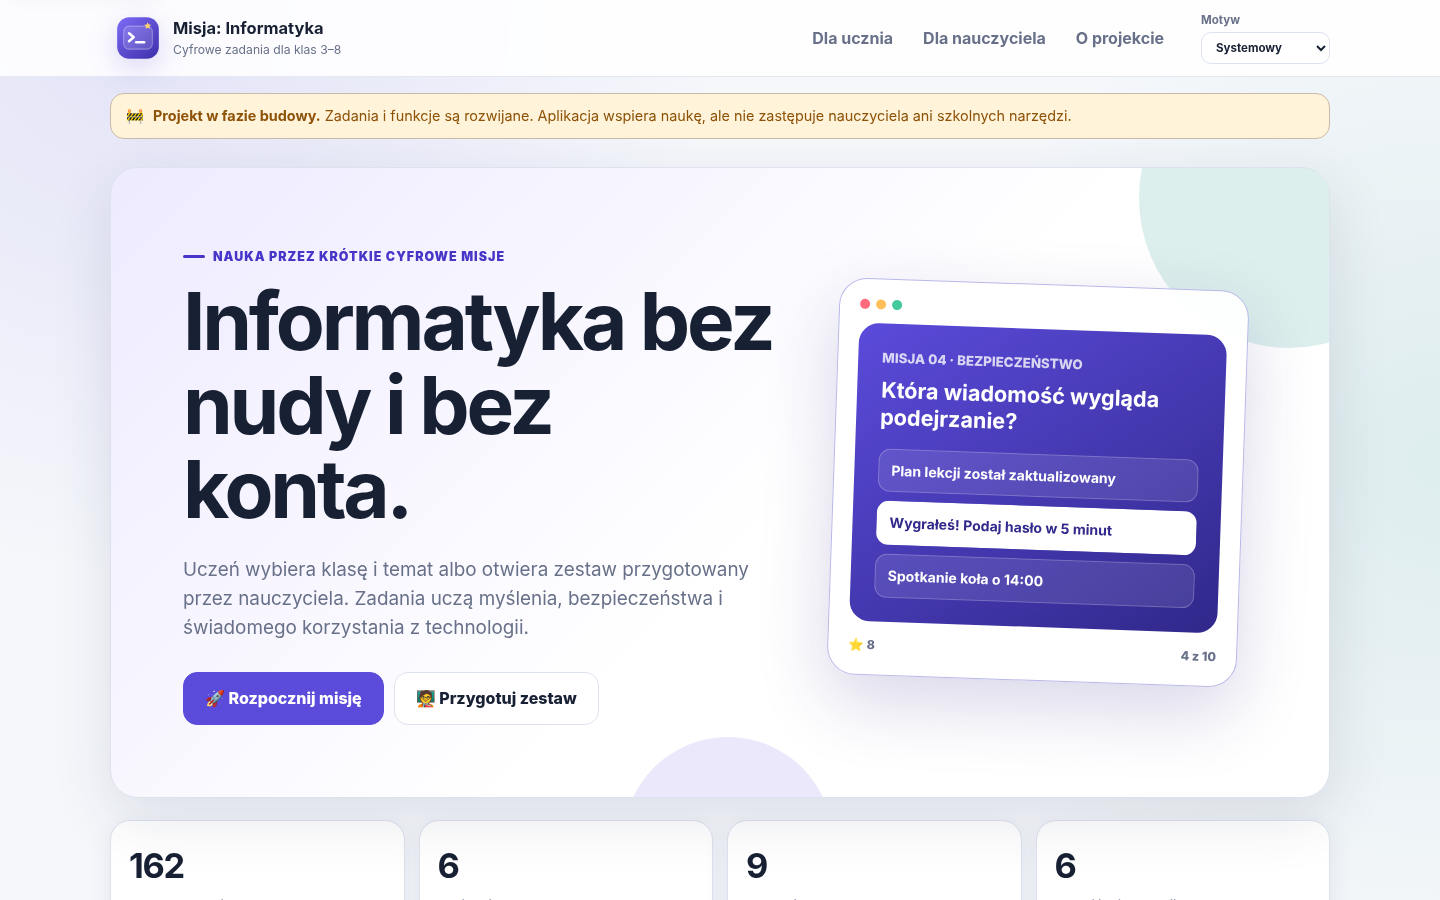 Misja: Informatyka
Cyfrowe zadania dla klas 3–8
Dla ucznia
Dla nauczyciela
O projekcie
Motyw
Systemowy
🚧 Projekt w fazie budowy. Zadania i funkcje są rozwijane. Aplikacja wspiera naukę, ale nie zastępuje nauczyciela ani szkolnych narzędzi.
NAUKA PRZEZ KRÓTKIE CYFROWE MISJE
Informatyka bez
nudy i bez
konta.
Uczeń wybiera klasę i temat albo otwiera zestaw przygotowany
przez nauczyciela. Zadania uczą myślenia, bezpieczeństwa i
świadomego korzystania z technologii.
🚀 Rozpocznij misję
🧑‍🏫 Przygotuj zestaw
MISJA 04 · BEZPIECZEŃSTWO
Która wiadomość wygląda
podejrzanie?
Plan lekcji został zaktualizowany
Wygrałeś! Podaj hasło w 5 minut
Spotkanie koła o 14:00
⭐ 8
4 z 10
162
6
9
6